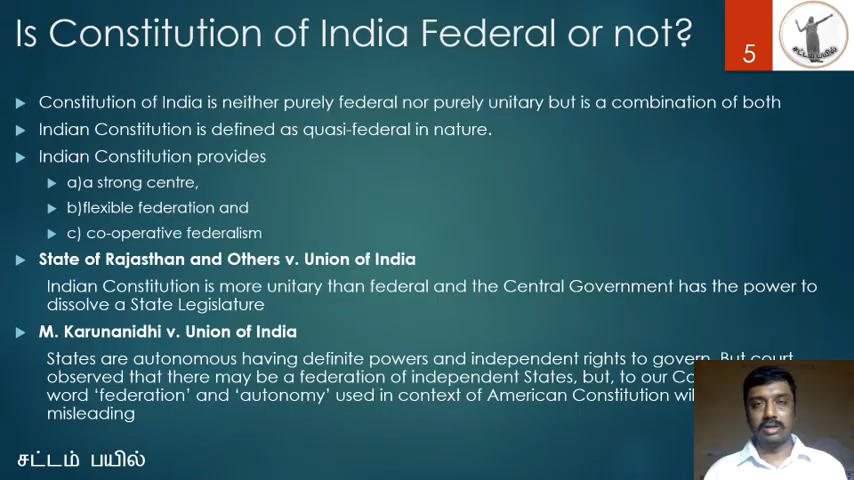 Is Constitution of India Federal or not?
5
சட்டம் பயில்
Constitution of India is neither purely federal nor purely unitary but is a combination of both
Indian Constitution is defined as quasi-federal in nature.
Indian Constitution provides
a)a strong centre,
b)flexible federation and
c) co-operative federalism
State of Rajasthan and Others v. Union of India
Indian Constitution is more unitary than federal and the Central Government has the power to
dissolve a State Legislature
M. Karunanidhi v. Union of India
States are autonomous having definite powers and independent rights to govern. But court
observed that there may be a federation of independent States, but, to our
word ‘federation’ and ‘autonomy’ used in context of American Constitution
misleading
சட்டம் பயில்